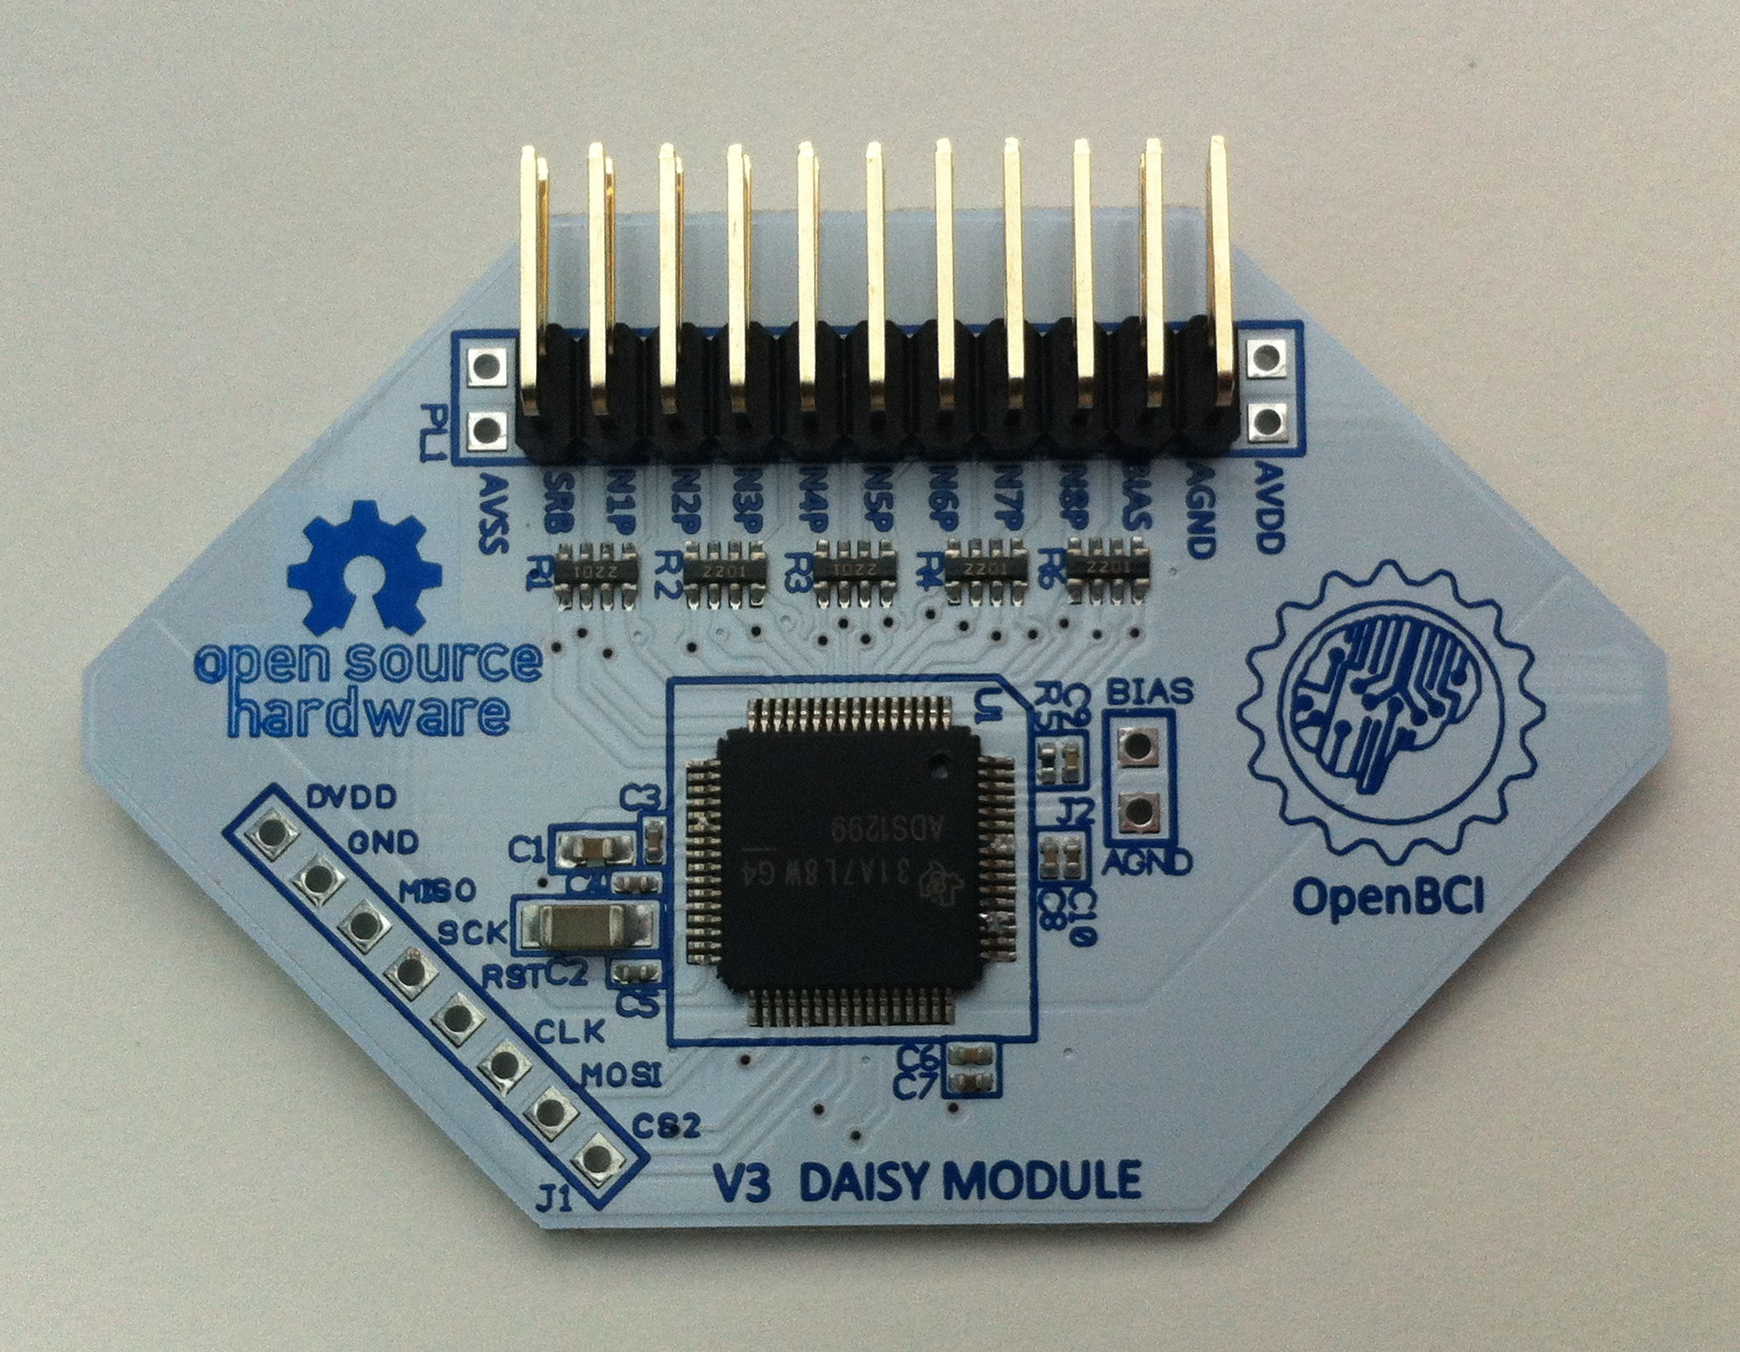 PL1
AVSS
SRB
N1P
N2P
N3P
N4P
N5P
N6P
N7P
N8P
BIAS
AGND
AVDD
R1
2201
R2
2201
R3
2201
R4
2201
R6
2201
open source
hardware
U1
R5
C9
BIAS
AGND
J2
C8
C10
OpenBCI
ADS1299
31A7L8W G4
C3
C1
C4
C2
C5
C6
C7
DVDD
GND
MISO
SCK
RST
CLK
MOSI
CS2
J1
V3 DAISY MODULE